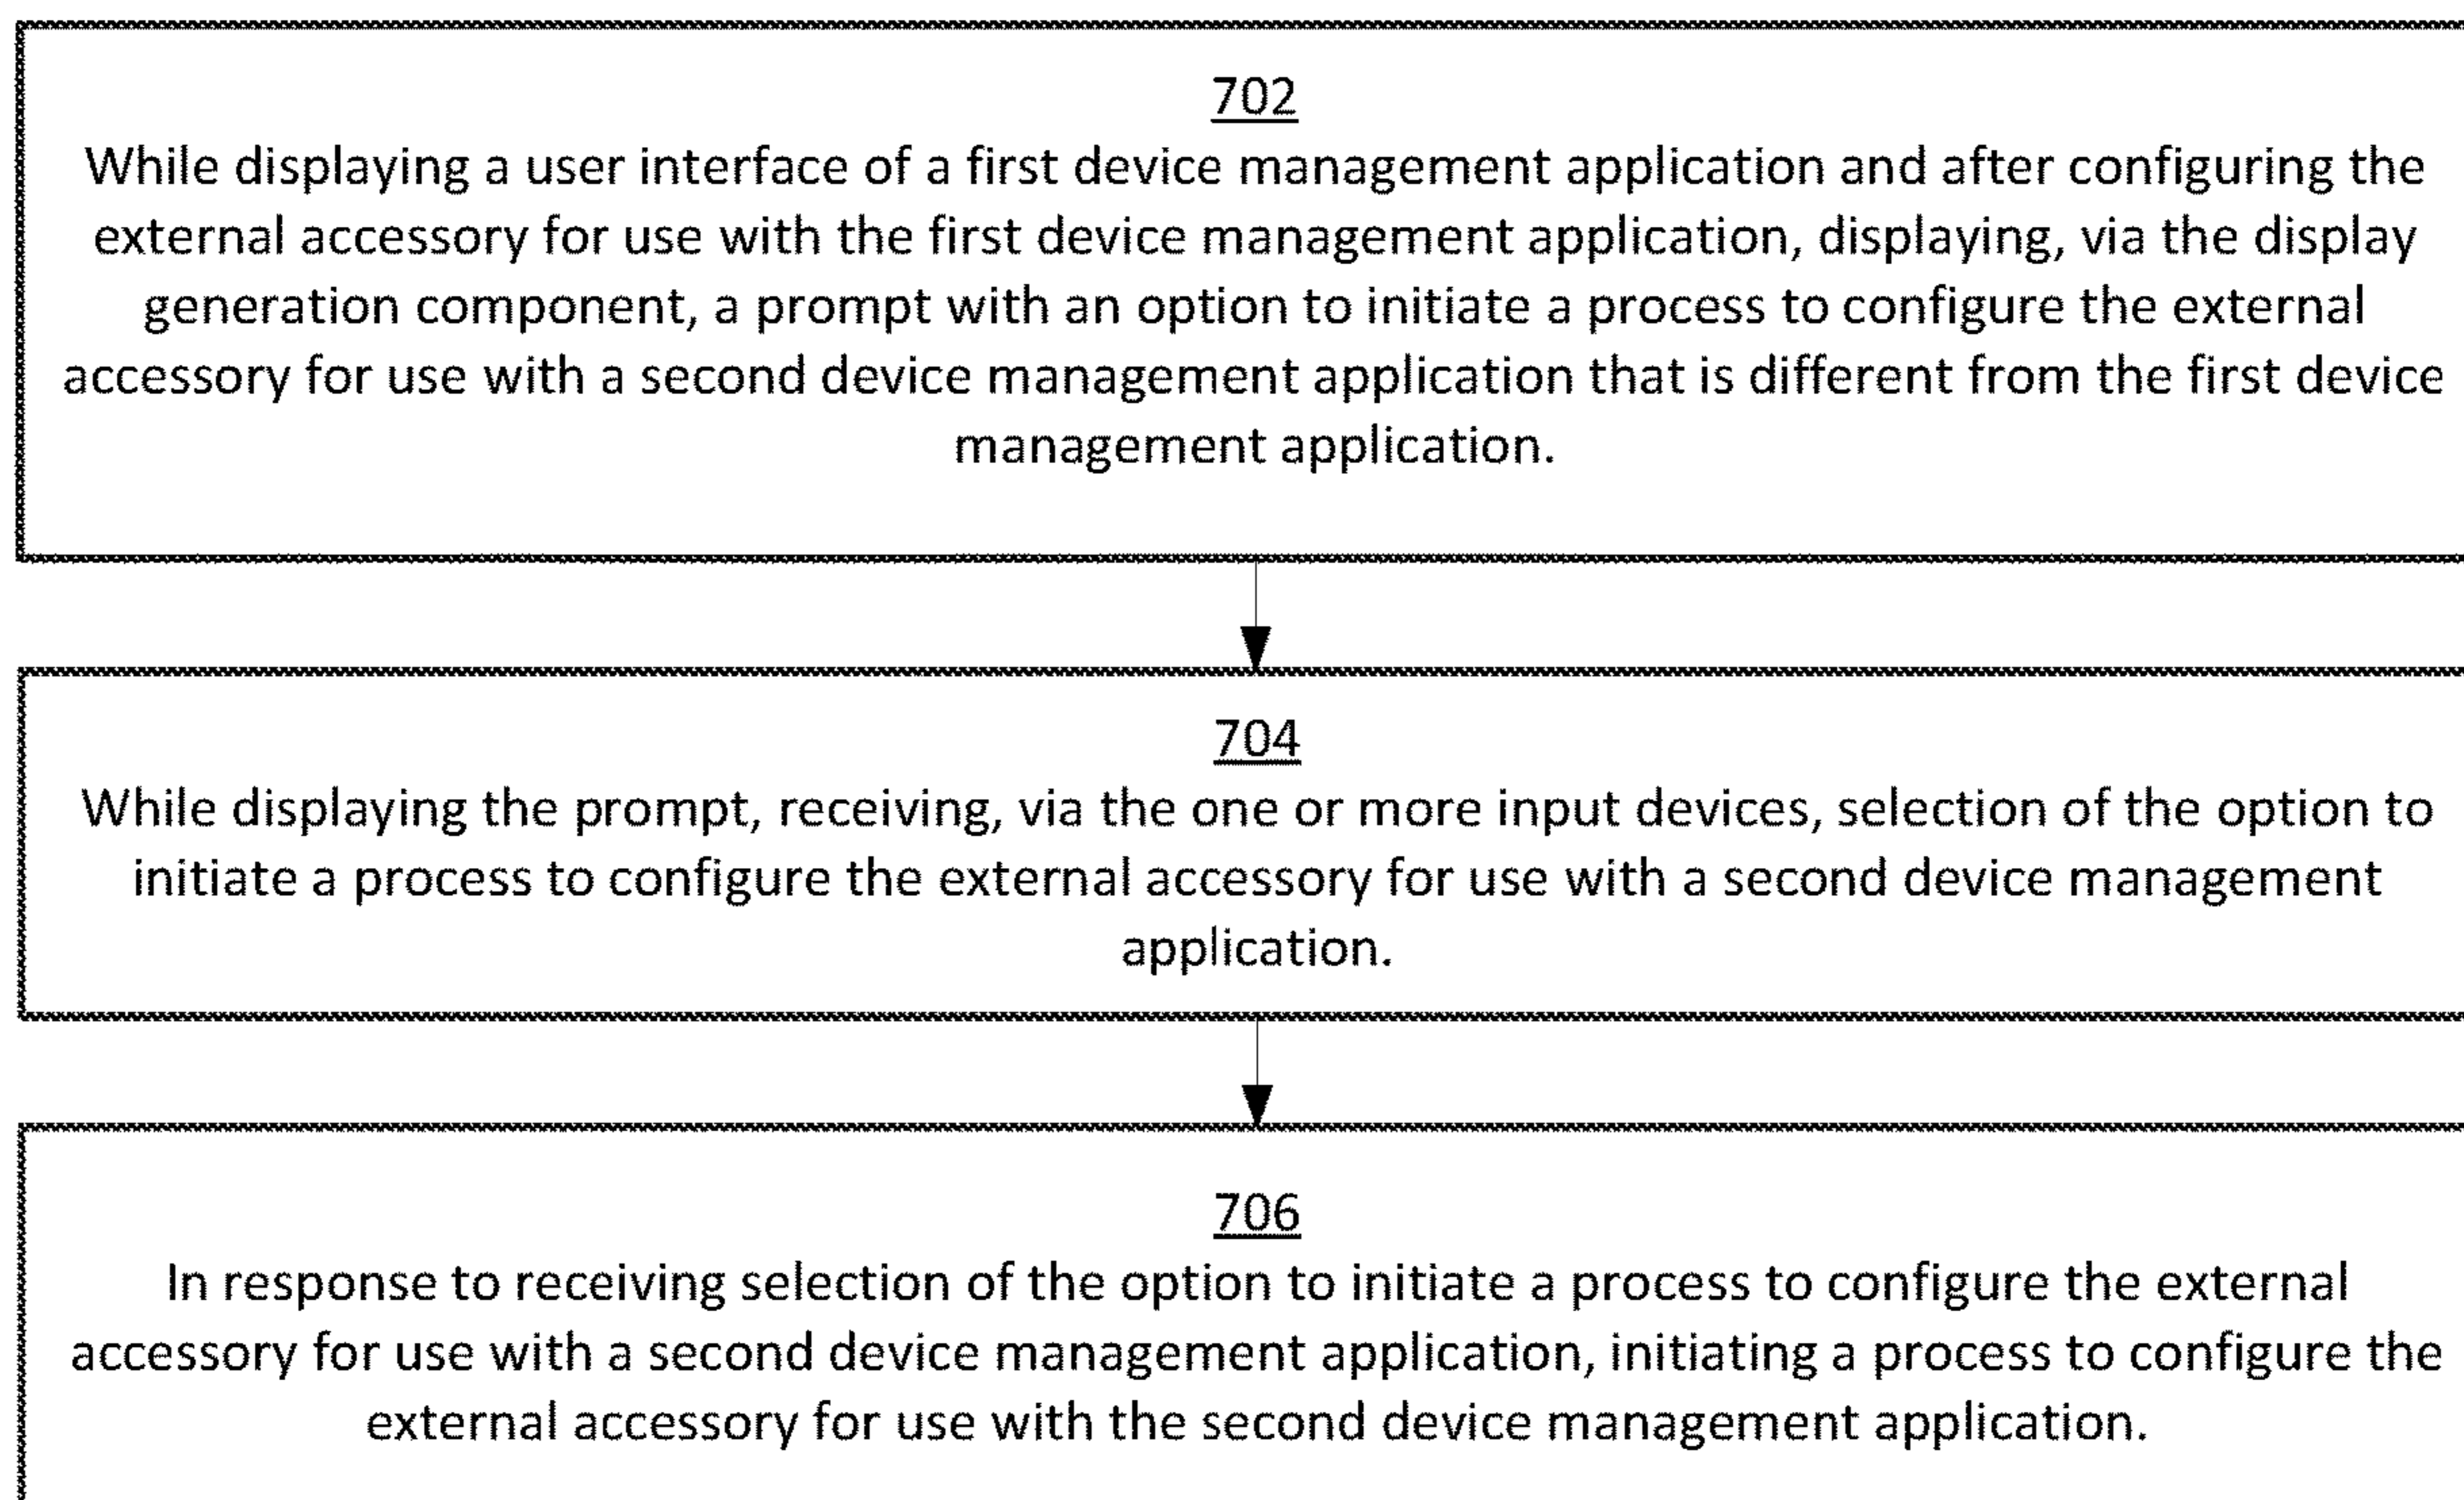 702
While displaying a user interface of a first device management application and after configuring the
external accessory for use with the first device management application, displaying, via the display
generation component, a prompt with an option to initiate a process to configure the external
accessory for use with a second device management application that is different from the first device
management application.
704
While displaying the prompt, receiving, via the one or more input devices, selection of the option to
initiate a process to configure the external accessory for use with a second device management
application.
706
In response to receiving selection of the option to initiate a process to configure the external
accessory for use with a second device management application, initiating a process to configure the
external accessory for use with the second device management application.